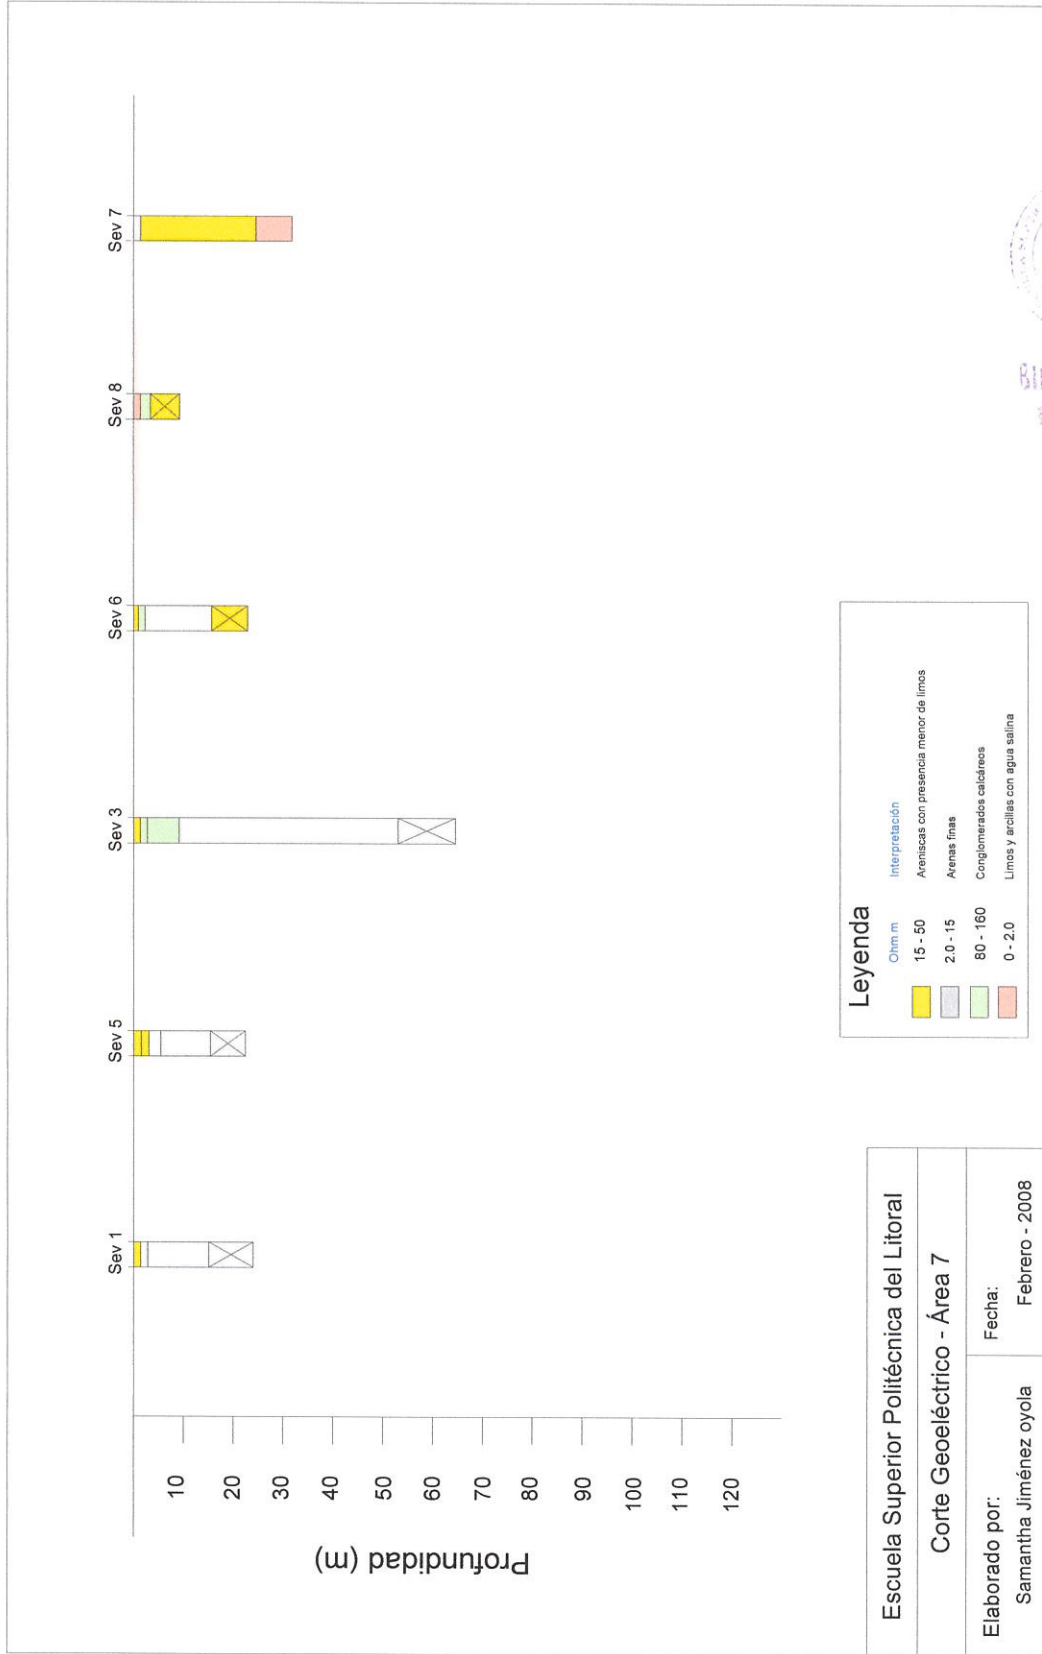 Sev 1
Sev 5
Sev 3
Sev 6
Sev 8
Sev 7
Profundidad (m)
10
20
30
40
50
60
70
80
90
100
110
120
Escuela Superior Politécnica del Litoral
Corte Geoeléctrico - Área 7
Elaborado por:
Samantha Jiménez oyola
Fecha:
Febrero - 2008
Leyenda
Ohm.m Interpretación
15 - 50 Areniscas con presencia menor de limos
2.0 - 15 Arenas finas
80 - 160 Conglomerados calcáreos
0 - 2.0 Limos y arcillas con agua salina